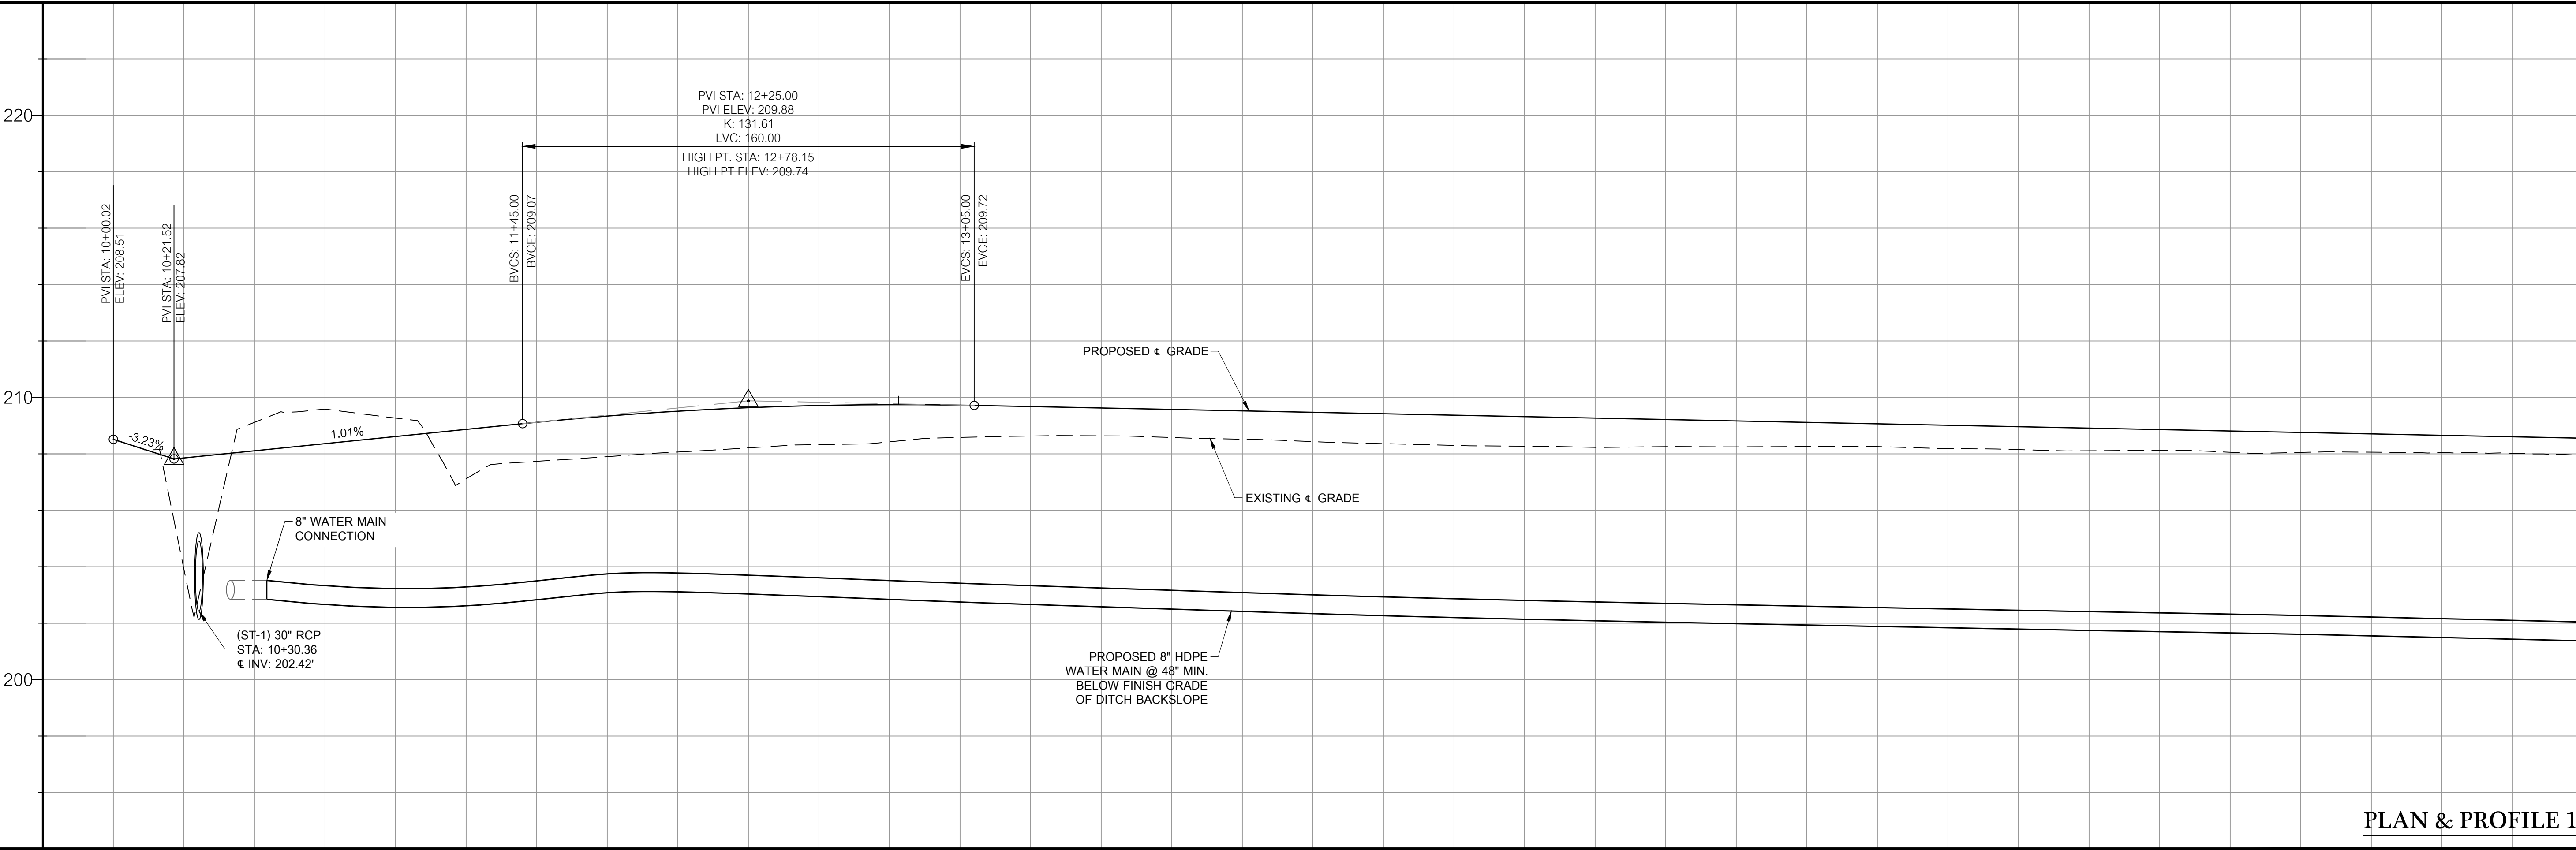 PVI STA: 12+25.00
PVI ELEV: 209.88
K: 131.61
LVC: 160.00
HIGH PT. STA: 12+78.15
HIGH PT ELEV: 209.74
220
PVI STA: 10+00.02
ELEV: 208.51
PVI STA: 10+21.52
ELEV: 207.82
BVCS: 11+45.00
BVCE: 209.07
EVCS: 13+05.00
EVCE: 209.72
PROPOSED ℄ GRADE
210
-3.23%
1.01%
EXISTING ℄ GRADE
8" WATER MAIN
CONNECTION
(ST-1) 30" RCP
STA: 10+30.36
℄ INV: 202.42'
PROPOSED 8" HDPE
WATER MAIN @ 48" MIN.
BELOW FINISH GRADE
OF DITCH BACKSLOPE
200
PLAN & PROFILE 1